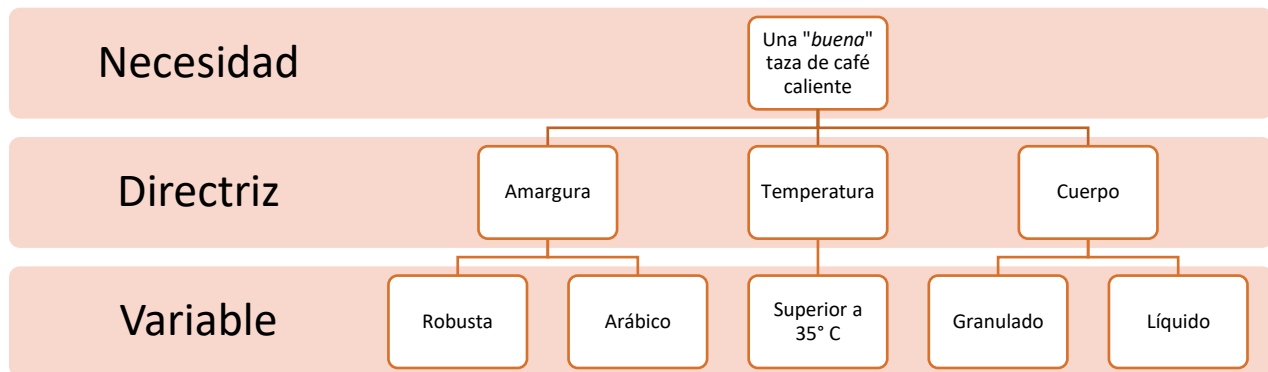 Necesidad
Una "buena"
taza de café
caliente
Directriz
Amargura
Temperatura
Cuerpo
Variable
Robusta
Arábico
Superior a
35° C
Granulado
Líquido